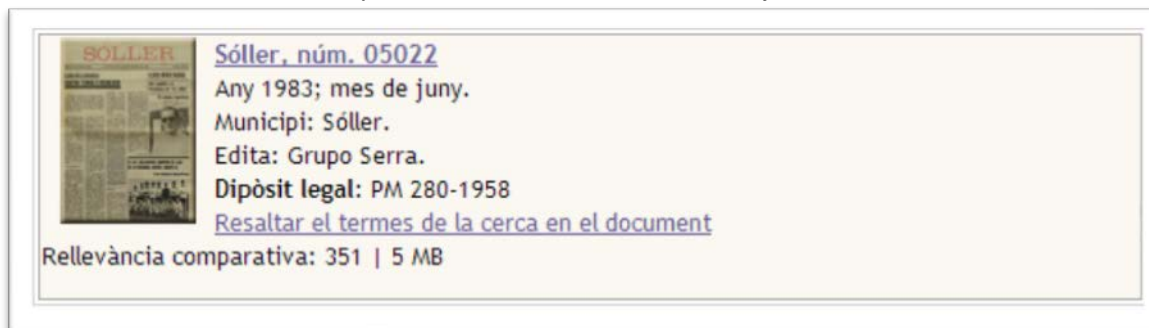 SÓLLER
Sóller, núm. 05022
Any 1983; mes de juny.
Municipi: Sóller.
Edita: Grupo Serra.
Dipòsit legal: PM 280-1958
Resaltar el termes de la cerca en el document
Rellevància comparativa: 351 | 5 MB